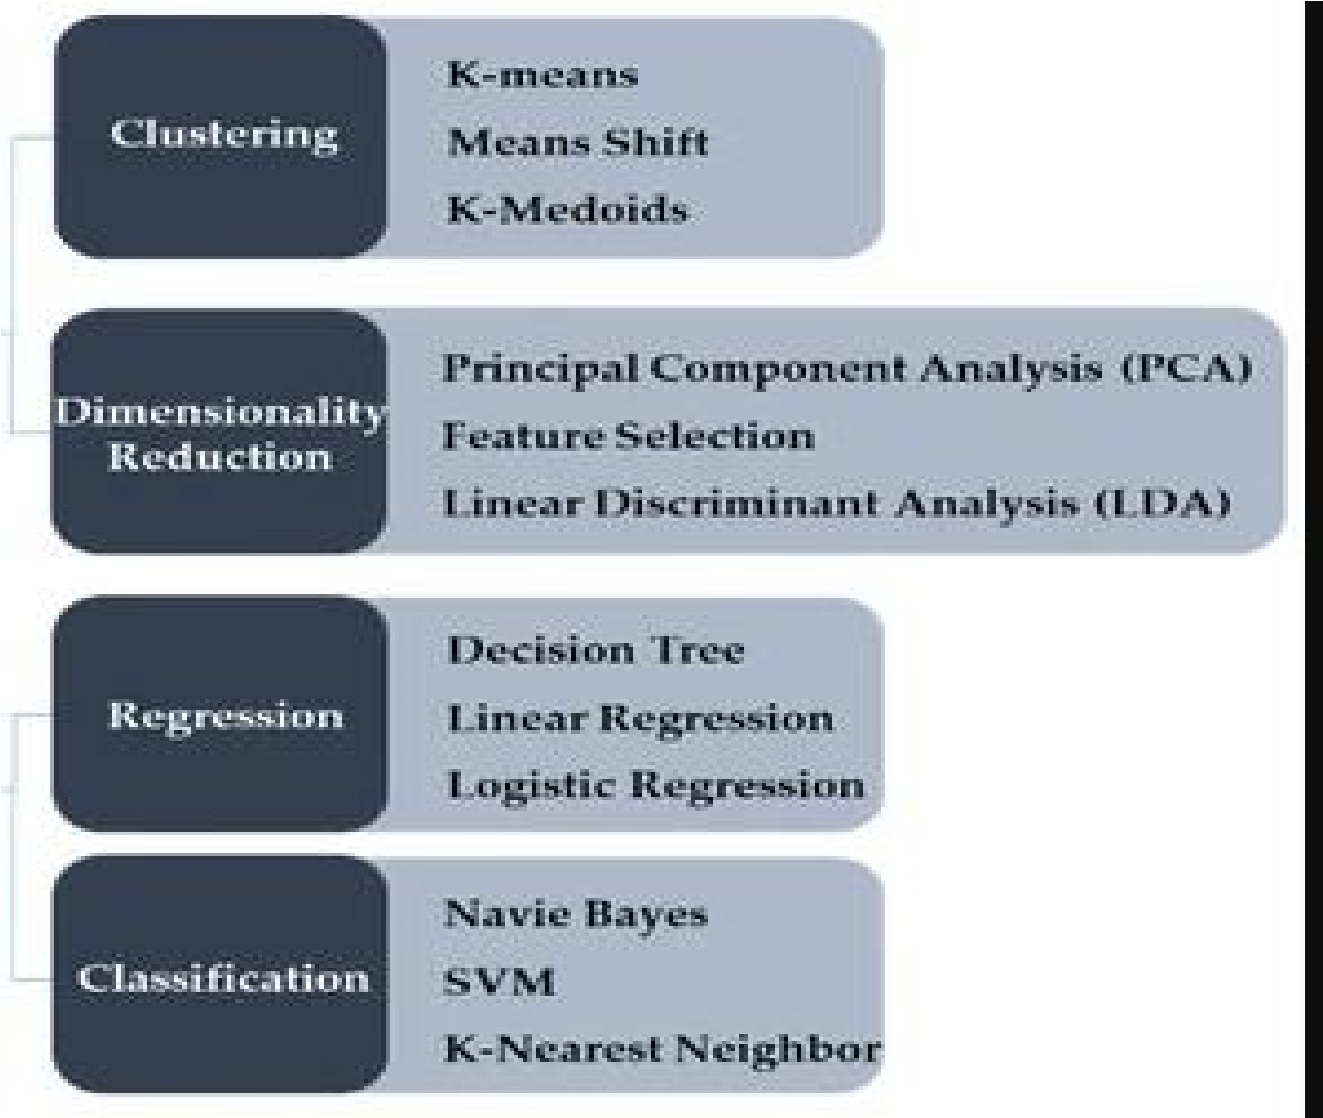 Clustering
K-means
Means Shift
K-Medoids
Dimensionality
Reduction
Principal Component Analysis (PCA)
Feature Selection
Linear Discriminant Analysis (LDA)
Regression
Decision Tree
Linear Regression
Logistic Regression
Classification
Navie Bayes
SVM
K-Nearest Neighbor